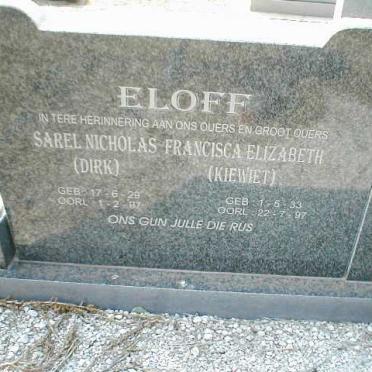 ELOFF
IN TERE HERINNERING AAN ONS OUERS EN GROOT OUERS
SAREL NICHOLAS FRANCISCA ELIZABETH
(DIRK) (KIEWIET)
GEB: 17-6-29 GEB: 1-5-33
OORL: 1-2-97 OORL: 22-7-97
ONS GUN JULLE DIE RUS